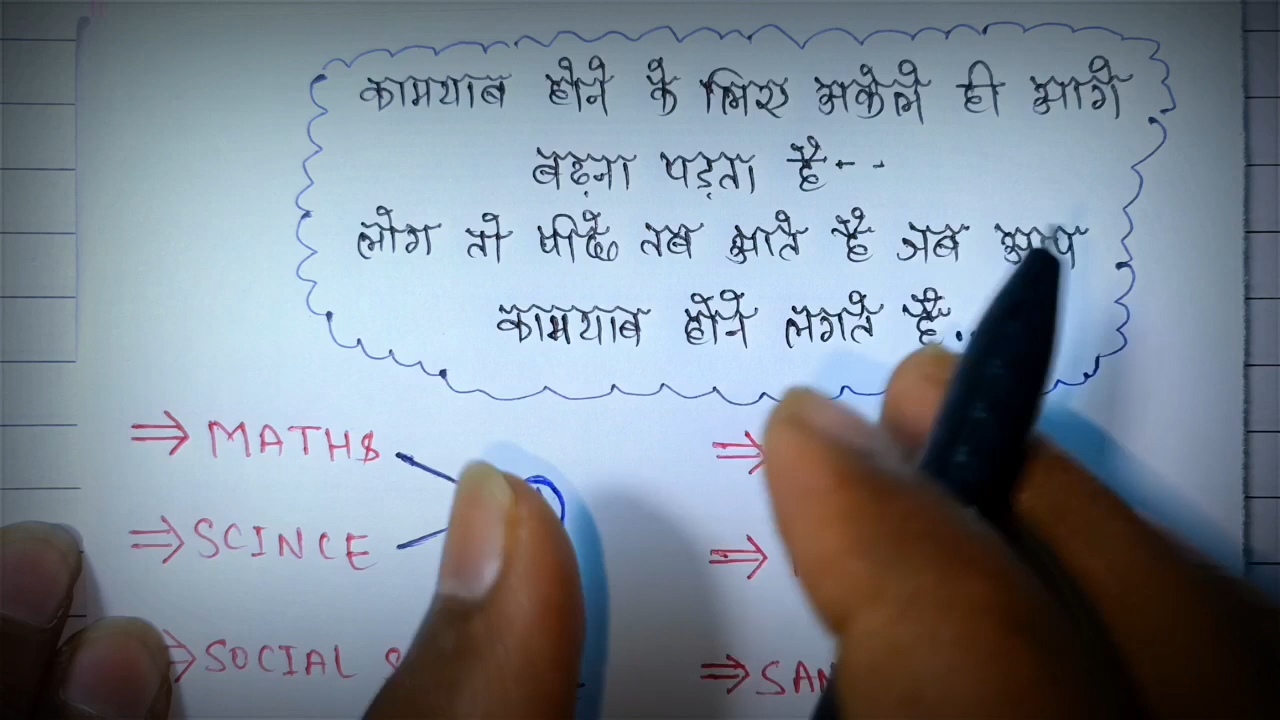 कामयाब होने के लिए अकेले ही आगे
बढ़ना पड़ता है--
लोग तो पीछे तब आते है जब आप
कामयाब होने लगते है..
⇒ MATHS
⇒
⇒ SCINCE
⇒
⇒ SOCIAL
⇒